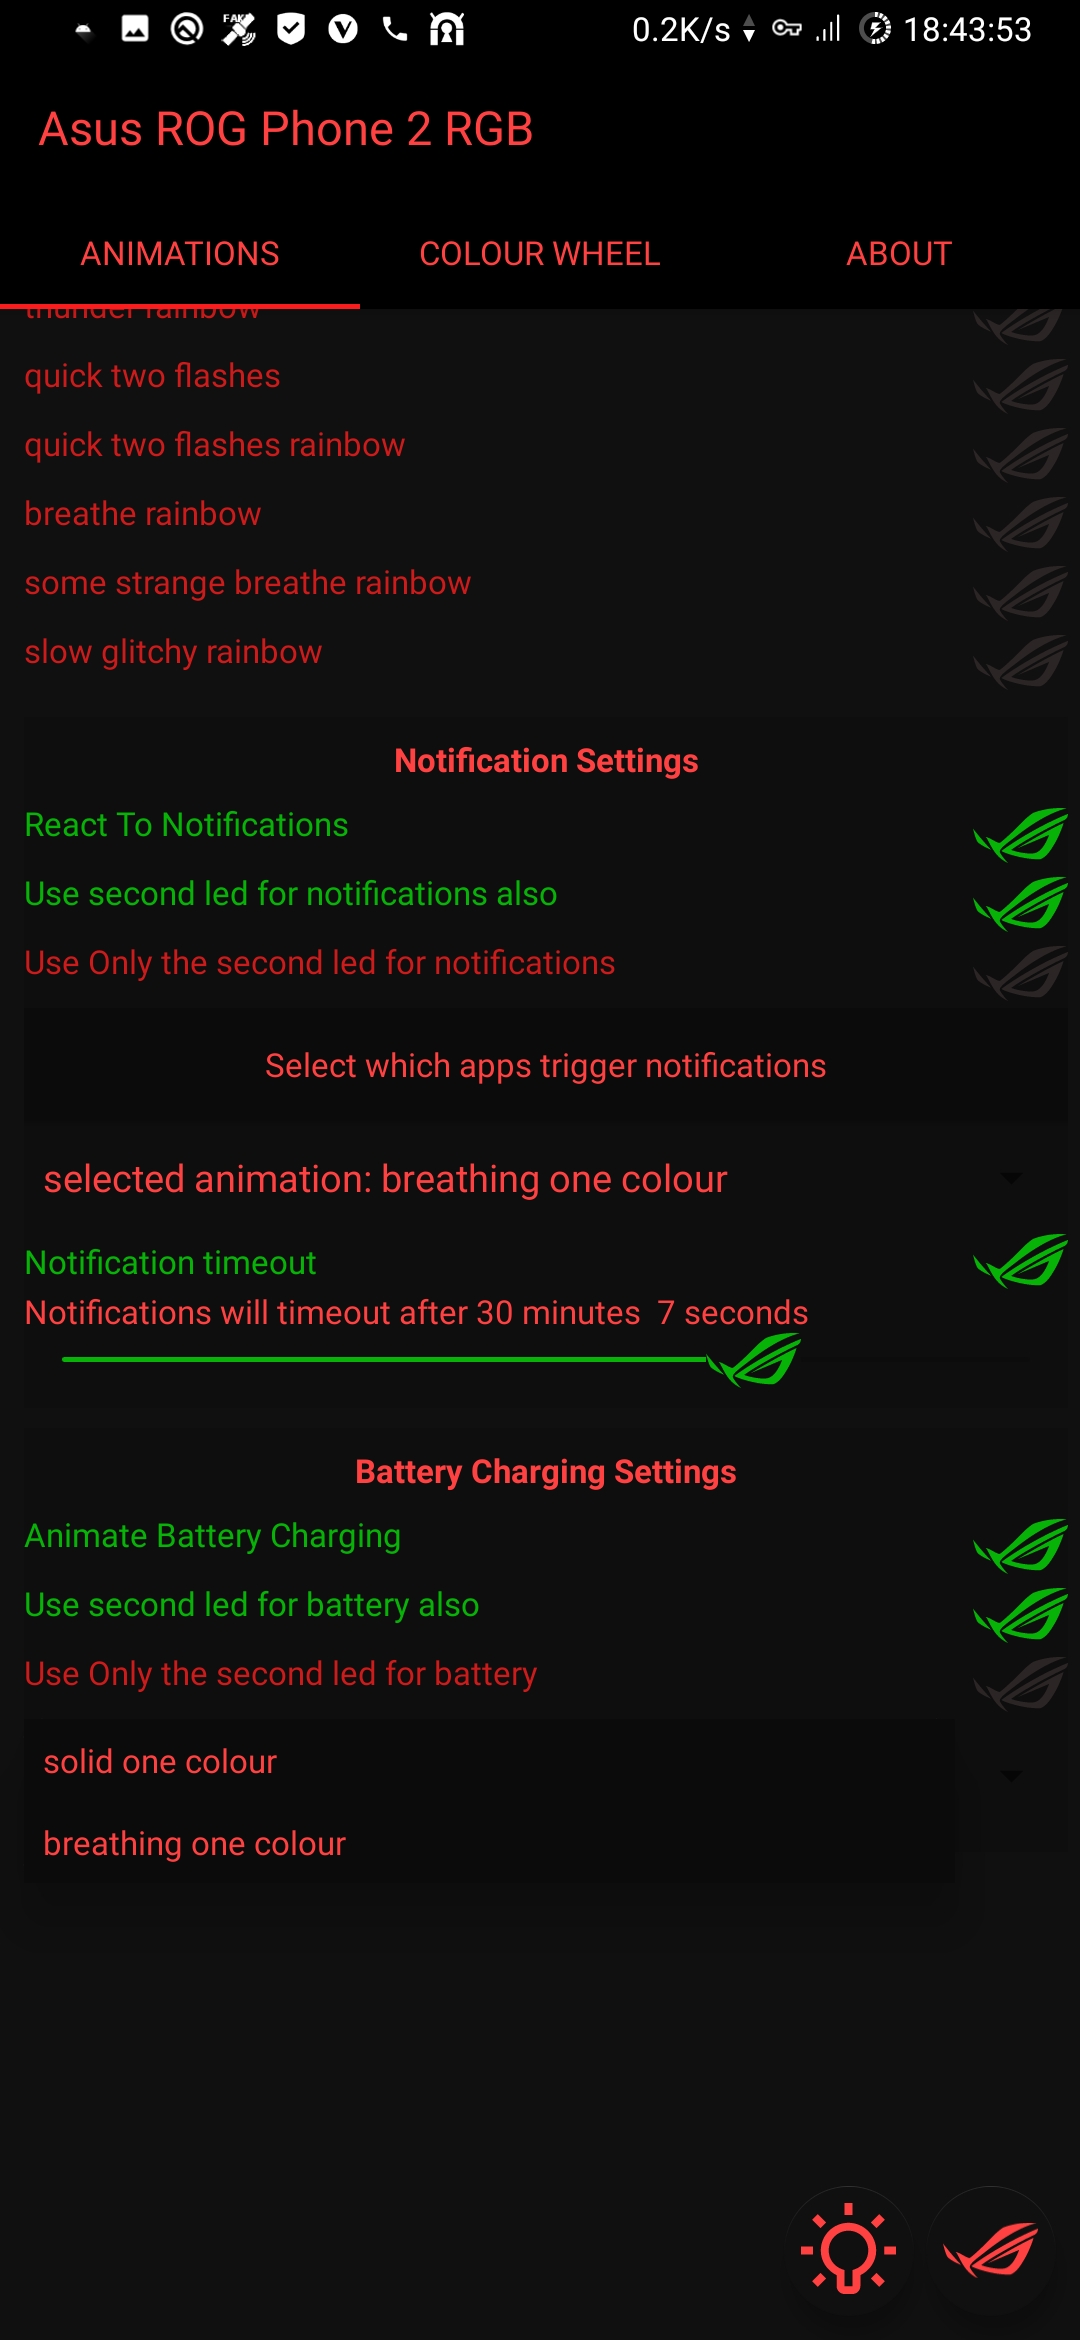 0.2K/s 18:43:53
Asus ROG Phone 2 RGB
ANIMATIONS COLOUR WHEEL ABOUT
thunder rainbow
quick two flashes
quick two flashes rainbow
breathe rainbow
some strange breathe rainbow
slow glitchy rainbow
Notification Settings
React To Notifications
Use second led for notifications also
Use Only the second led for notifications
Select which apps trigger notifications
selected animation: breathing one colour
Notification timeout
Notifications will timeout after 30 minutes 7 seconds
Battery Charging Settings
Animate Battery Charging
Use second led for battery also
Use Only the second led for battery
solid one colour
breathing one colour